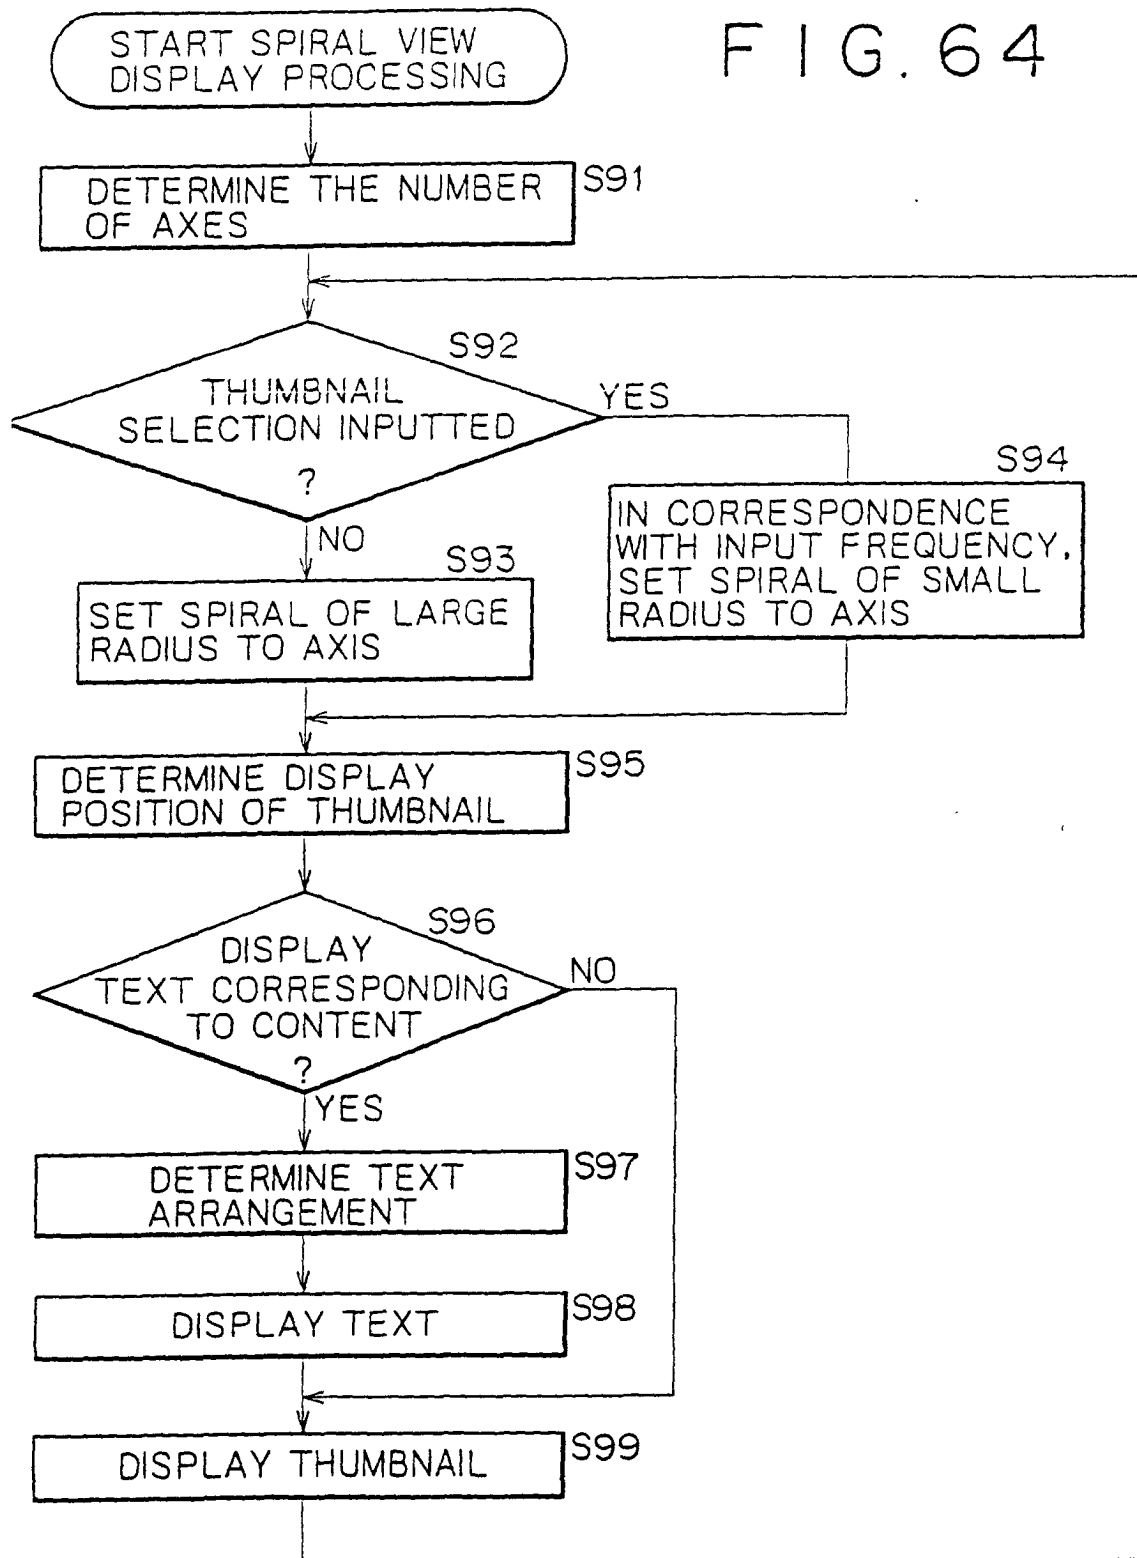 FIG. 64
START SPIRAL VIEW
DISPLAY PROCESSING
S91
DETERMINE THE NUMBER
OF AXES
S92
THUMBNAIL
SELECTION INPUTTED
?
YES
NO
S94
IN CORRESPONDENCE
WITH INPUT FREQUENCY,
SET SPIRAL OF SMALL
RADIUS TO AXIS
S93
SET SPIRAL OF LARGE
RADIUS TO AXIS
S95
DETERMINE DISPLAY
POSITION OF THUMBNAIL
S96
DISPLAY
TEXT CORRESPONDING
TO CONTENT
?
NO
YES
S97
DETERMINE TEXT
ARRANGEMENT
S98
DISPLAY TEXT
S99
DISPLAY THUMBNAIL